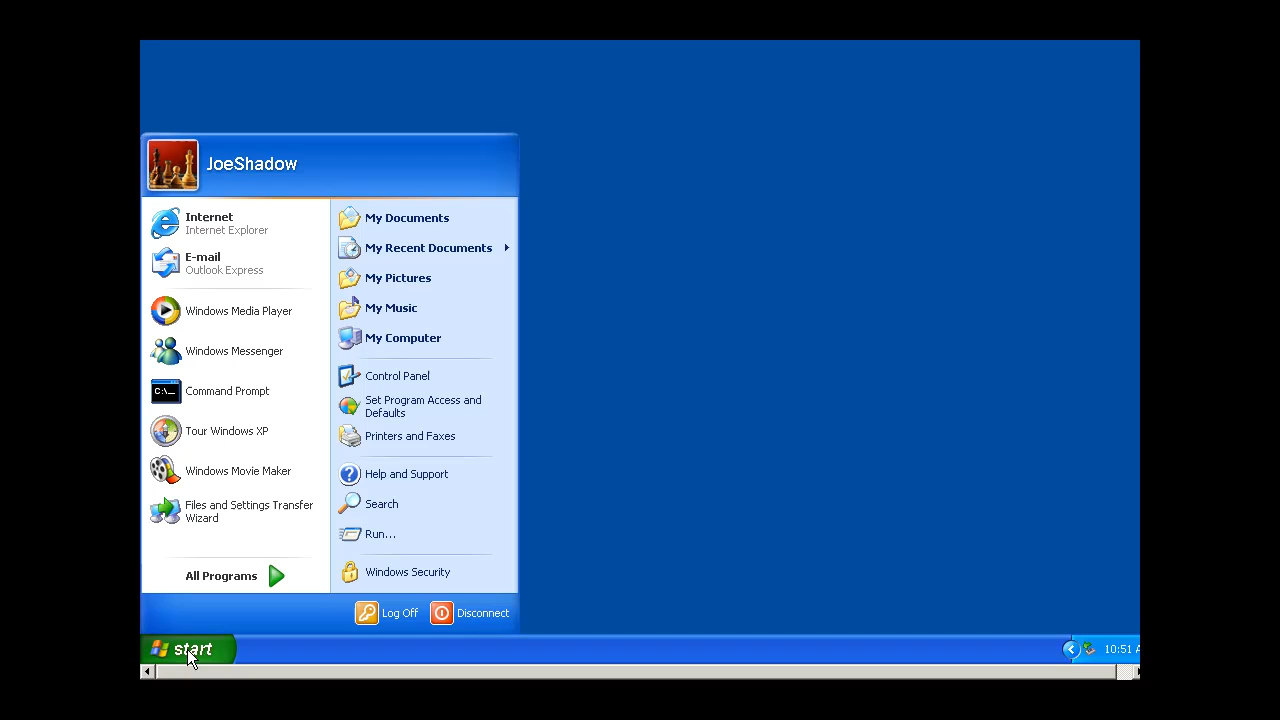 JoeShadow
Internet
Internet Explorer
E-mail
Outlook Express
Windows Media Player
Windows Messenger
C:\_
Command Prompt
Tour Windows XP
Windows Movie Maker
Files and Settings Transfer
Wizard
All Programs
My Documents
My Recent Documents
My Pictures
My Music
My Computer
Control Panel
Set Program Access and
Defaults
Printers and Faxes
Help and Support
Search
Run...
Windows Security
Log Off
Disconnect
start
10:51 A